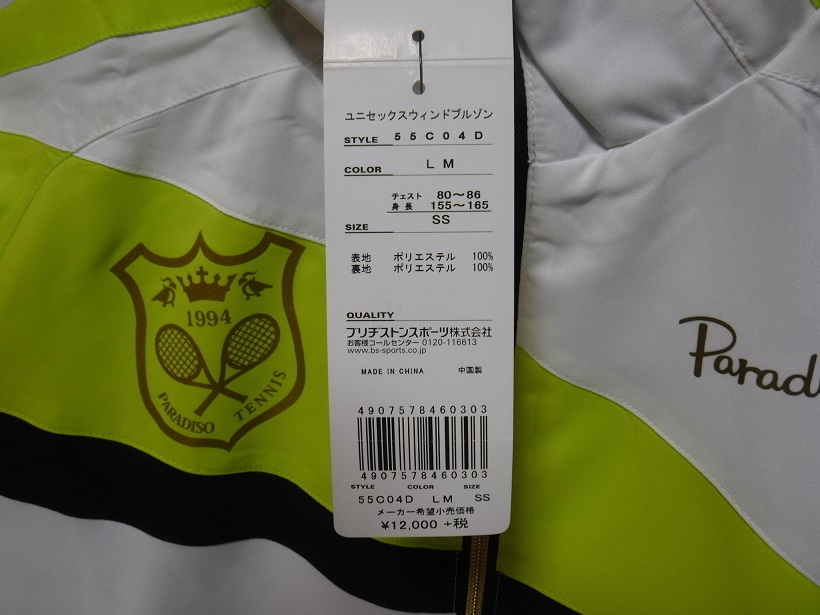 ユニセックスウィンドブルゾン
STYLE 55C04D
COLOR LM
チェスト 80〜86
身長 155〜165
SIZE SS
表地 ポリエステル 100%
裏地 ポリエステル 100%
QUALITY
ブリヂストンスポーツ株式会社
お客様コールセンター 0120-116613
www.bs-sports.co.jp
MADE IN CHINA 中国製
4907578460303
4907578460303
STYLE COLOR SIZE
55C04D LM SS
メーカー希望小売価格
¥12,000 +税
1994
PARADISO TENNIS
Parad